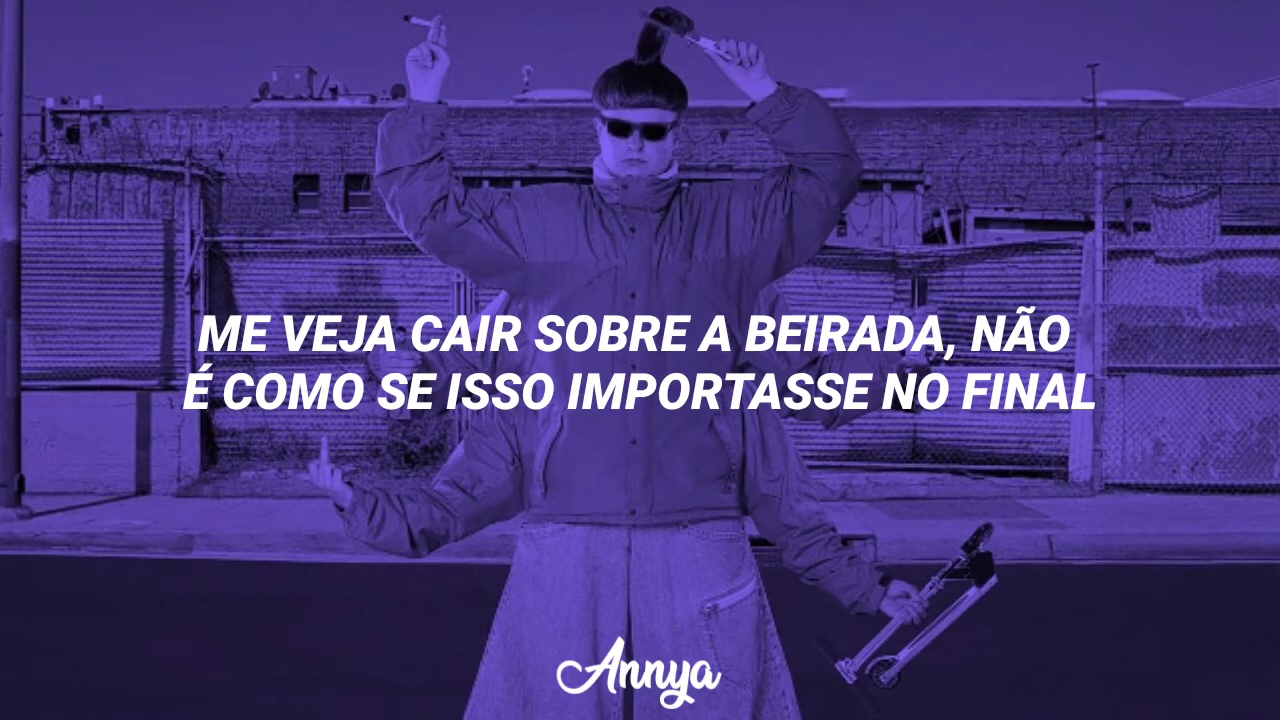 ME VEJA CAIR SOBRE A BEIRADA, NÃO
É COMO SE ISSO IMPORTASSE NO FINAL
Annya